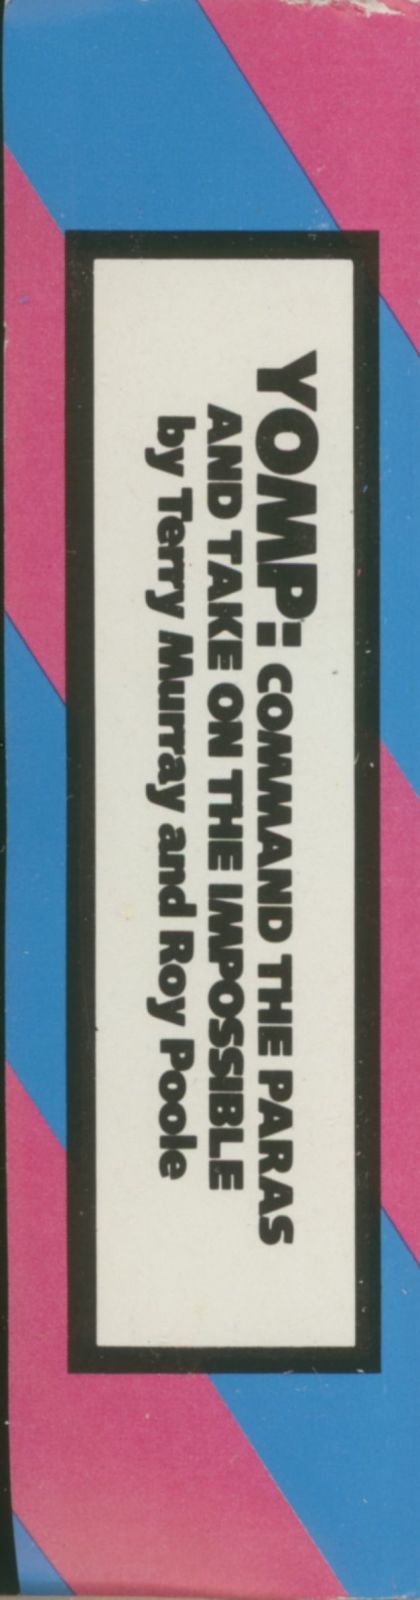 YOMP: COMMAND THE PARAS
AND TAKE ON THE IMPOSSIBLE
by Terry Murray and Roy Poole